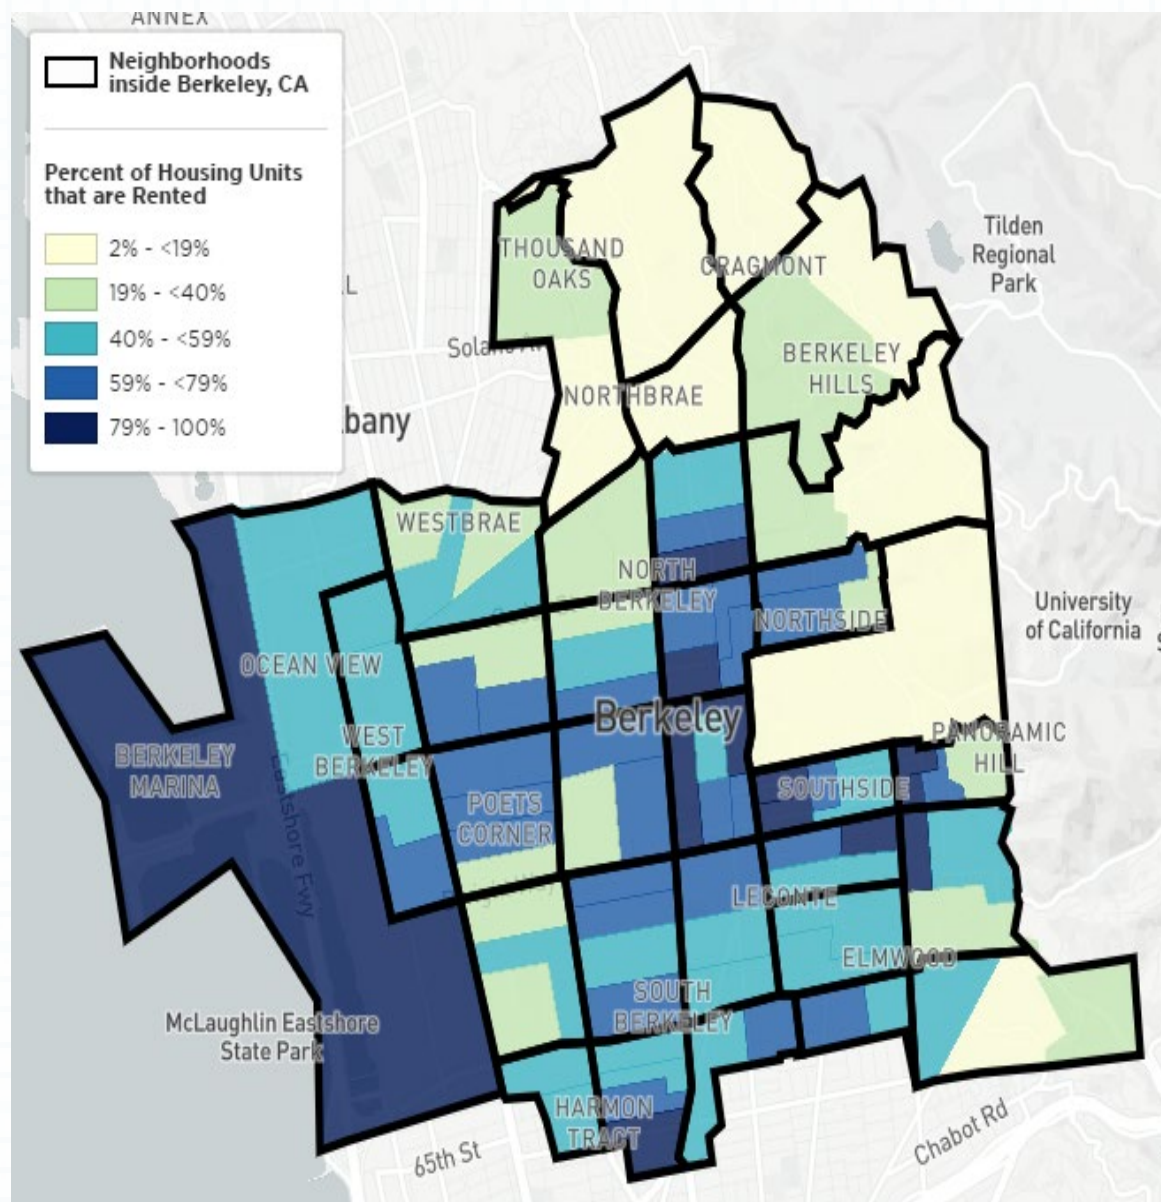 ANNEX
Neighborhoods
inside Berkeley, CA
Percent of Housing Units
that are Rented
2% - <19%
19% - <40%
40% - <59%
59% - <79%
79% - 100%
Tilden
Regional
Park
THOUSAND
OAKS
CRAGMONT
BERKELEY
HILLS
NORTHBRAE
bany
WESTBRAE
NORTH
BERKELEY
NORTHSIDE
University
of California
OCEAN VIEW
Berkeley
WEST
BERKELEY
PANORAMIC
HILL
BERKELEY
MARINA
SOUTHSIDE
POETS
CORNER
Eastshore Fwy
LECONTE
ELMWOOD
SOUTH
BERKELEY
McLaughlin Eastshore
State Park
HARMON
TRACT
65th St
Chabot Rd